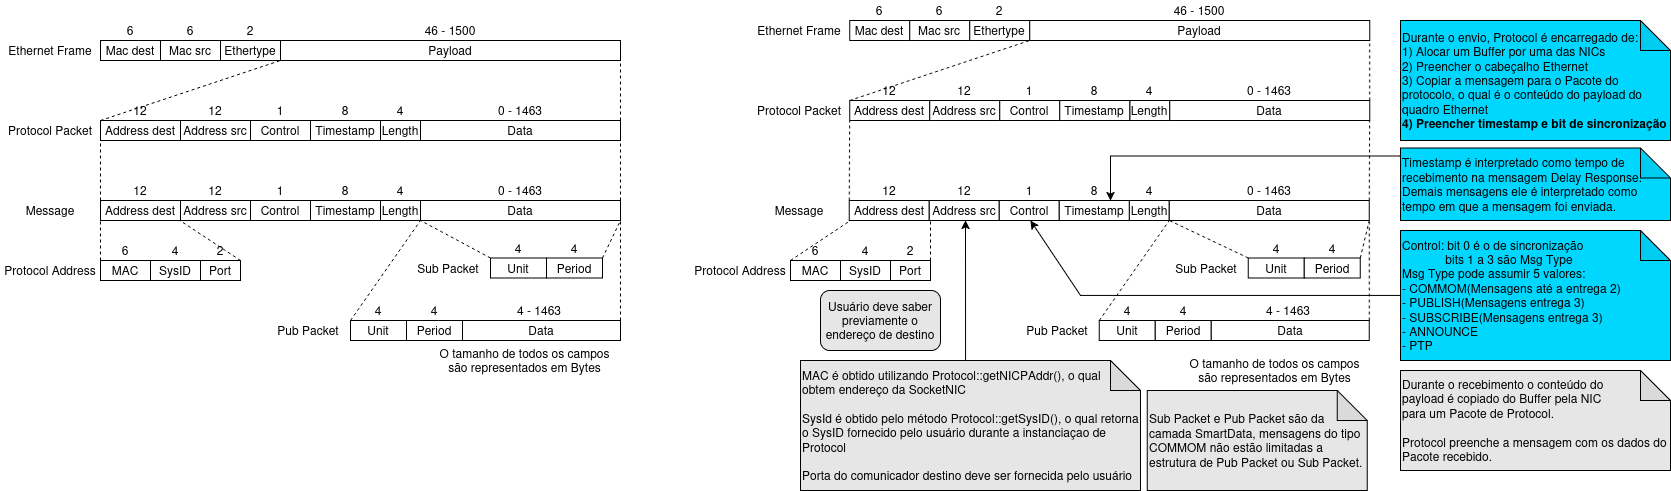 6 6 2 46 - 1500
Ethernet Frame Mac dest Mac src Ethertype Payload
12 12 1 8 4 0 - 1463
Protocol Packet Address dest Address src Control Timestamp Length Data
12 12 1 8 4 0 - 1463
Message Address dest Address src Control Timestamp Length Data
6 4 2
Protocol Address MAC SysID Port
4 4
Sub Packet Unit Period
4 4 4 - 1463
Pub Packet Unit Period Data
O tamanho de todos os campos
são representados em Bytes
6 6 2 46 - 1500
Ethernet Frame Mac dest Mac src Ethertype Payload
12 12 1 8 4 0 - 1463
Protocol Packet Address dest Address src Control Timestamp Length Data
12 12 1 8 4 0 - 1463
Message Address dest Address src Control Timestamp Length Data
6 4 2
Protocol Address MAC SysID Port
4 4
Sub Packet Unit Period
4 4 4 - 1463
Pub Packet Unit Period Data
Usuário deve saber
previamente o
endereço de destino
O tamanho de todos os campos
são representados em Bytes
MAC é obtido utilizando Protocol::getNICPAddr(), o qual
obtem endereço da SocketNIC
SysId é obtido pelo método Protocol::getSysID(), o qual retorna
o SysID fornecido pelo usuário durante a instanciaçao de
Protocol
Porta do comunicador destino deve ser fornecida pelo usuário
Sub Packet e Pub Packet são da
camada SmartData, mensagens do tipo
COMMOM não estão limitadas a
estrutura de Pub Packet ou Sub Packet.
Durante o envio, Protocol é encarregado de:
1) Alocar um Buffer por uma das NICs
2) Preencher o cabeçalho Ethernet
3) Copiar a mensagem para o Pacote do
protocolo, o qual é o conteúdo do payload do
quadro Ethernet
4) Preencher timestamp e bit de sincronização
Timestamp é interpretado como tempo de
recebimento na mensagem Delay Response.
Demais mensagens ele é interpretado como
tempo em que a mensagem foi enviada.
Control: bit 0 é o de sincronização
bits 1 a 3 são Msg Type
Msg Type pode assumir 5 valores:
- COMMOM(Mensagens até a entrega 2)
- PUBLISH(Mensagens entrega 3)
- SUBSCRIBE(Mensagens entrega 3)
- ANNOUNCE
- PTP
Durante o recebimento o conteúdo do
payload é copiado do Buffer pela NIC
para um Pacote de Protocol.
Protocol preenche a mensagem com os dados do
Pacote recebido.